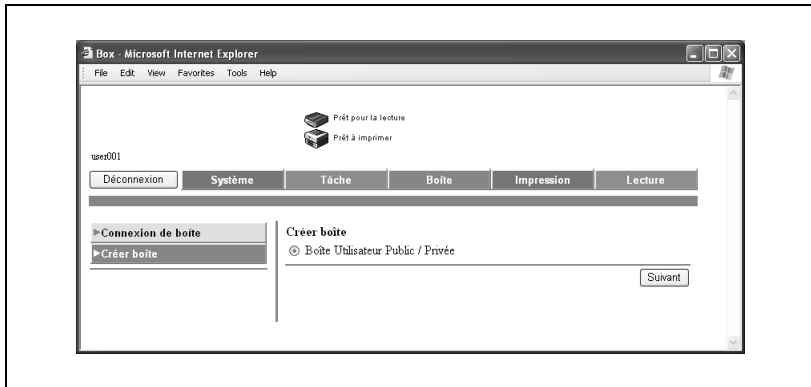 Box - Microsoft Internet Explorer
File Edit View Favorites Tools Help
Prêt pour la lecture
Prêt à imprimer
user001
Déconnexion Système Tâche Boîte Impression Lecture
Connexion de boîte
Créer boîte
Créer boîte
Boîte Utilisateur Public / Privée
Suivant